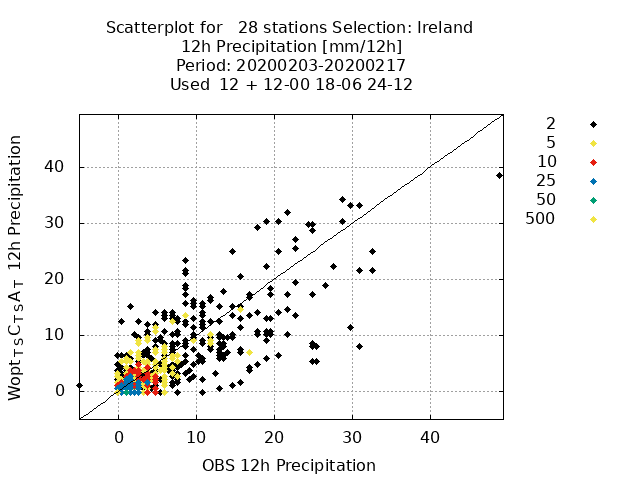 Scatterplot for 28 stations Selection: Ireland
12h Precipitation [mm/12h]
Period: 20200203-20200217
Used 12 + 12-00 18-06 24-12
2
5
10
25
50
500
40
30
20
10
0
WoptTSCTSAT 12h Precipitation
0 10 20 30 40
OBS 12h Precipitation